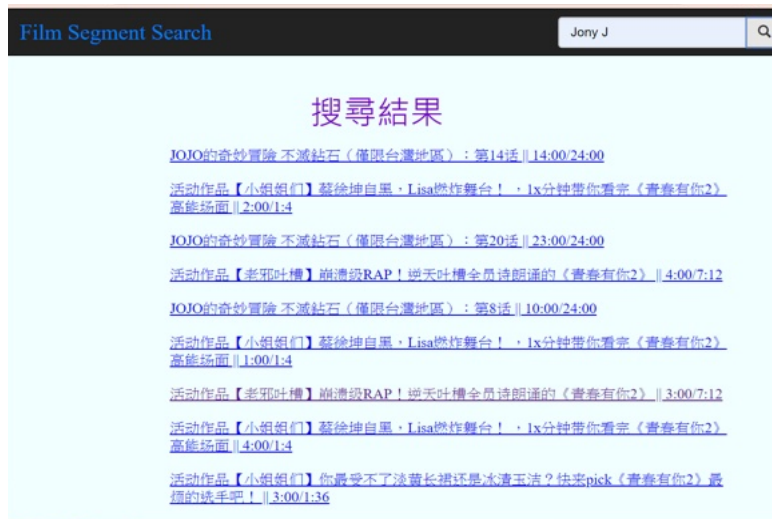 Film Segment Search
Jony J
搜尋結果
JOJO的奇妙冒險 不滅鉆石（僅限台灣地區）：第14话 || 14:00/24:00
活动作品【小姐姐们】蔡徐坤自黑，Lisa燃炸舞台！ ，1x分钟带你看完《青春有你2》
高能场面 || 2:00/1:4
JOJO的奇妙冒險 不滅鉆石（僅限台灣地區）：第20话 || 23:00/24:00
活动作品【老邪吐槽】崩溃级RAP！逆天吐槽全员诗朗诵的《青春有你2》 || 4:00/7:12
JOJO的奇妙冒險 不滅鉆石（僅限台灣地區）：第8话 || 10:00/24:00
活动作品【小姐姐们】蔡徐坤自黑，Lisa燃炸舞台！ ，1x分钟带你看完《青春有你2》
高能场面 || 1:00/1:4
活动作品【老邪吐槽】崩溃级RAP！逆天吐槽全员诗朗诵的《青春有你2》 || 3:00/7:12
活动作品【小姐姐们】蔡徐坤自黑，Lisa燃炸舞台！ ，1x分钟带你看完《青春有你2》
高能场面 || 4:00/1:4
活动作品【小姐姐们】你最受不了淡黄长裙还是冰清玉洁？快来pick《青春有你2》最
烦的选手吧！ || 3:00/1:36